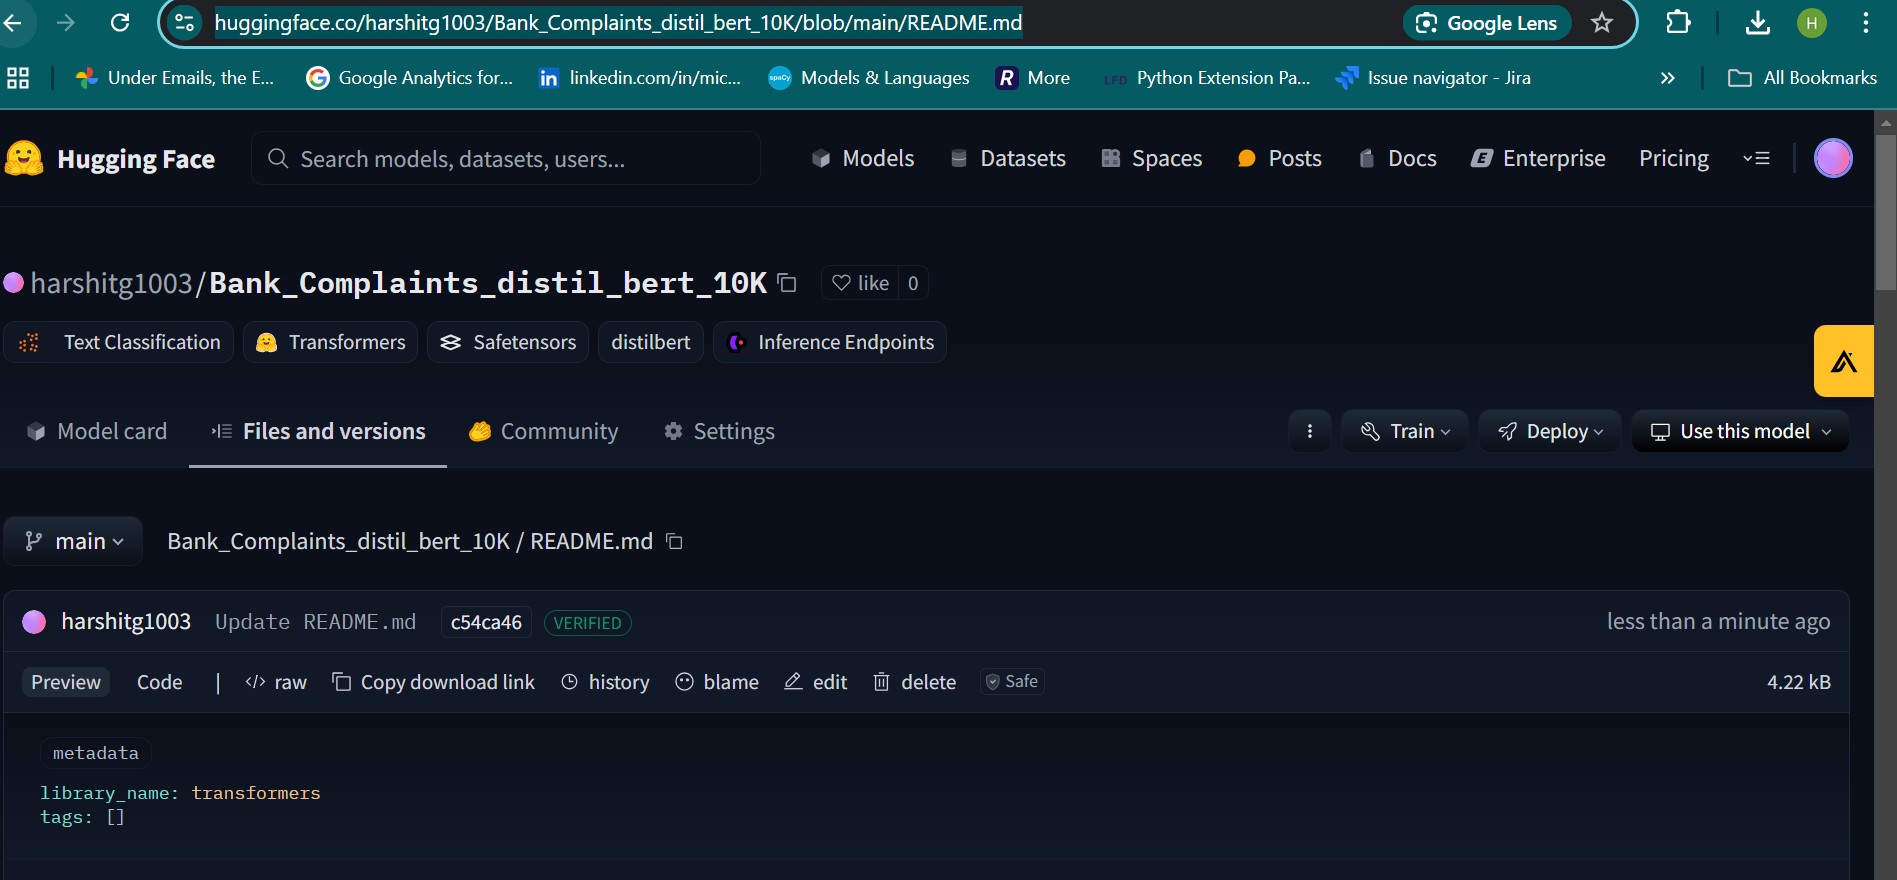 huggingface.co/harshitg1003/Bank_Complaints_distil_bert_10K/blob/main/README.md
Google Lens
H
Under Emails, the E...
Google Analytics for...
linkedin.com/in/mic...
Models & Languages
More
Python Extension Pa...
Issue navigator - Jira
All Bookmarks
Hugging Face
Search models, datasets, users...
Models
Datasets
Spaces
Posts
Docs
Enterprise
Pricing
harshitg1003/Bank_Complaints_distil_bert_10K
like 0
Text Classification
Transformers
Safetensors
distilbert
Inference Endpoints
Model card
Files and versions
Community
Settings
Train
Deploy
Use this model
main
Bank_Complaints_distil_bert_10K / README.md
harshitg1003 Update README.md c54ca46 VERIFIED
less than a minute ago
Preview
Code
|
</> raw
Copy download link
history
blame
edit
delete
Safe
4.22 kB
metadata
library_name: transformers
tags: []